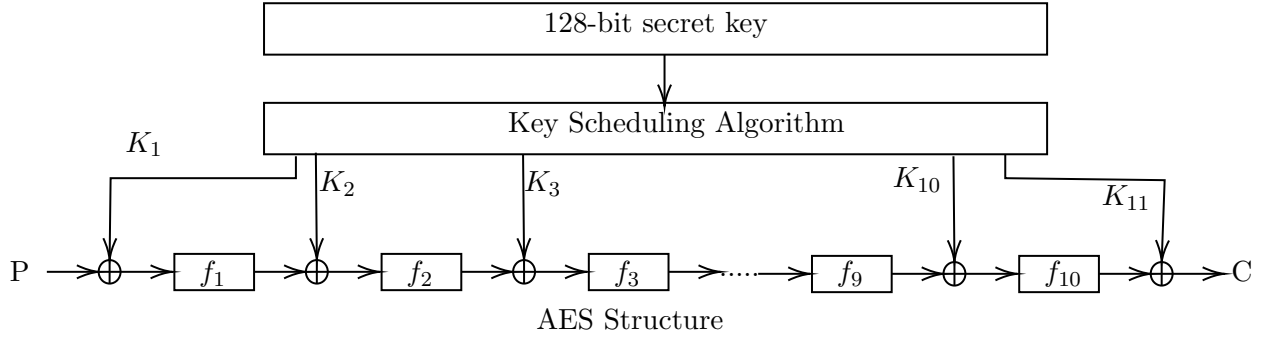 128-bit secret key
Key Scheduling Algorithm
K₁
K₂ K₃ K₁₀ K₁₁
P f₁ f₂ f₃ ..... f₉ f₁₀ C
AES Structure